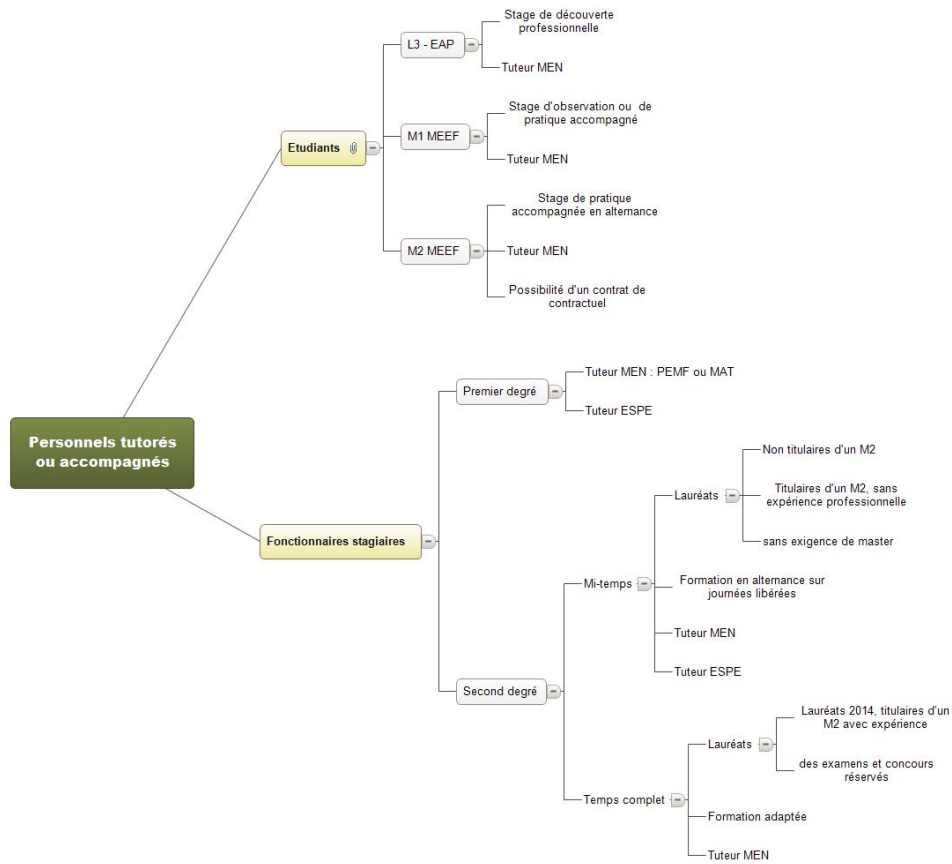 Personnels tutorés
ou accompagnés
Etudiants
L3 - EAP
Stage de découverte
professionnelle
Tuteur MEN
M1 MEEF
Stage d'observation ou de
pratique accompagné
Tuteur MEN
M2 MEEF
Stage de pratique
accompagnée en alternance
Tuteur MEN
Possibilité d'un contrat de
contractuel
Fonctionnaires stagiaires
Premier degré
Tuteur MEN : PEMF ou MAT
Tuteur ESPE
Second degré
Mi-temps
Lauréats
Non titulaires d'un M2
Titulaires d'un M2, sans
expérience professionnelle
sans exigence de master
Formation en alternance sur
journées libérées
Tuteur MEN
Tuteur ESPE
Temps complet
Lauréats
Lauréats 2014, titulaires d'un
M2 avec expérience
des examens et concours
réservés
Formation adaptée
Tuteur MEN